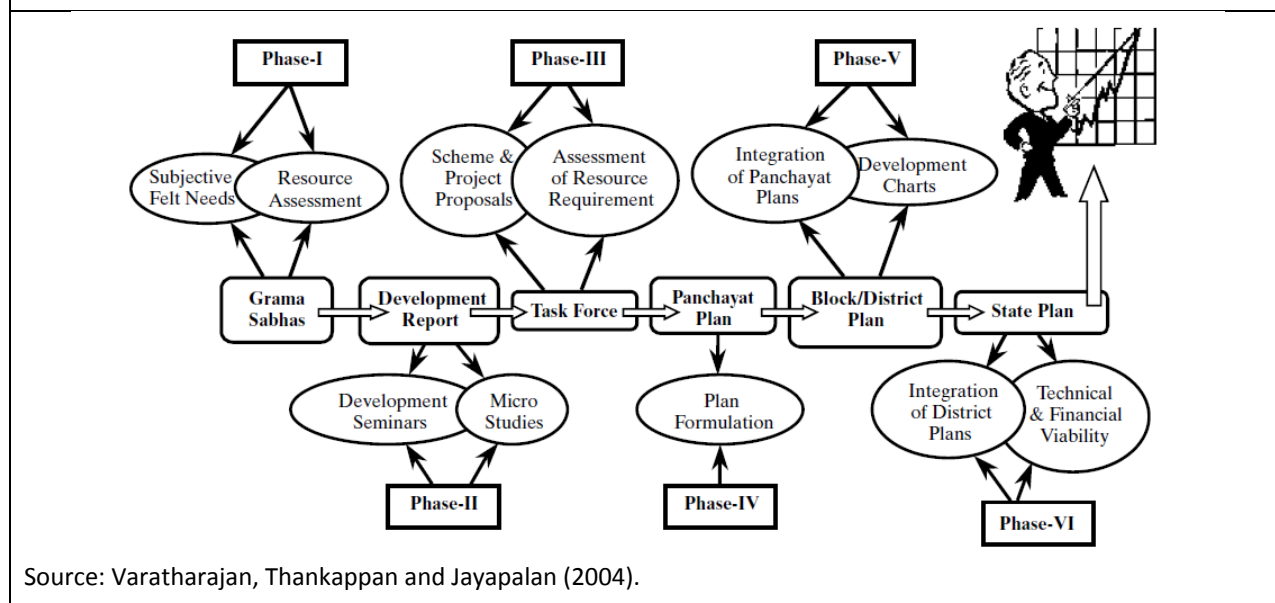 Phase-I
Phase-III
Phase-V
Subjective
Felt Needs
Resource
Assessment
Scheme &
Project
Proposals
Assessment
of Resource
Requirement
Integration
of Panchayat
Plans
Development
Charts
Grama
Sabhas
Development
Report
Task Force
Panchayat
Plan
Block/District
Plan
State Plan
Development
Seminars
Micro
Studies
Plan
Formulation
Integration
of District
Plans
Technical
& Financial
Viability
Phase-II
Phase-IV
Phase-VI
Source: Varatharajan, Thankappan and Jayapalan (2004).